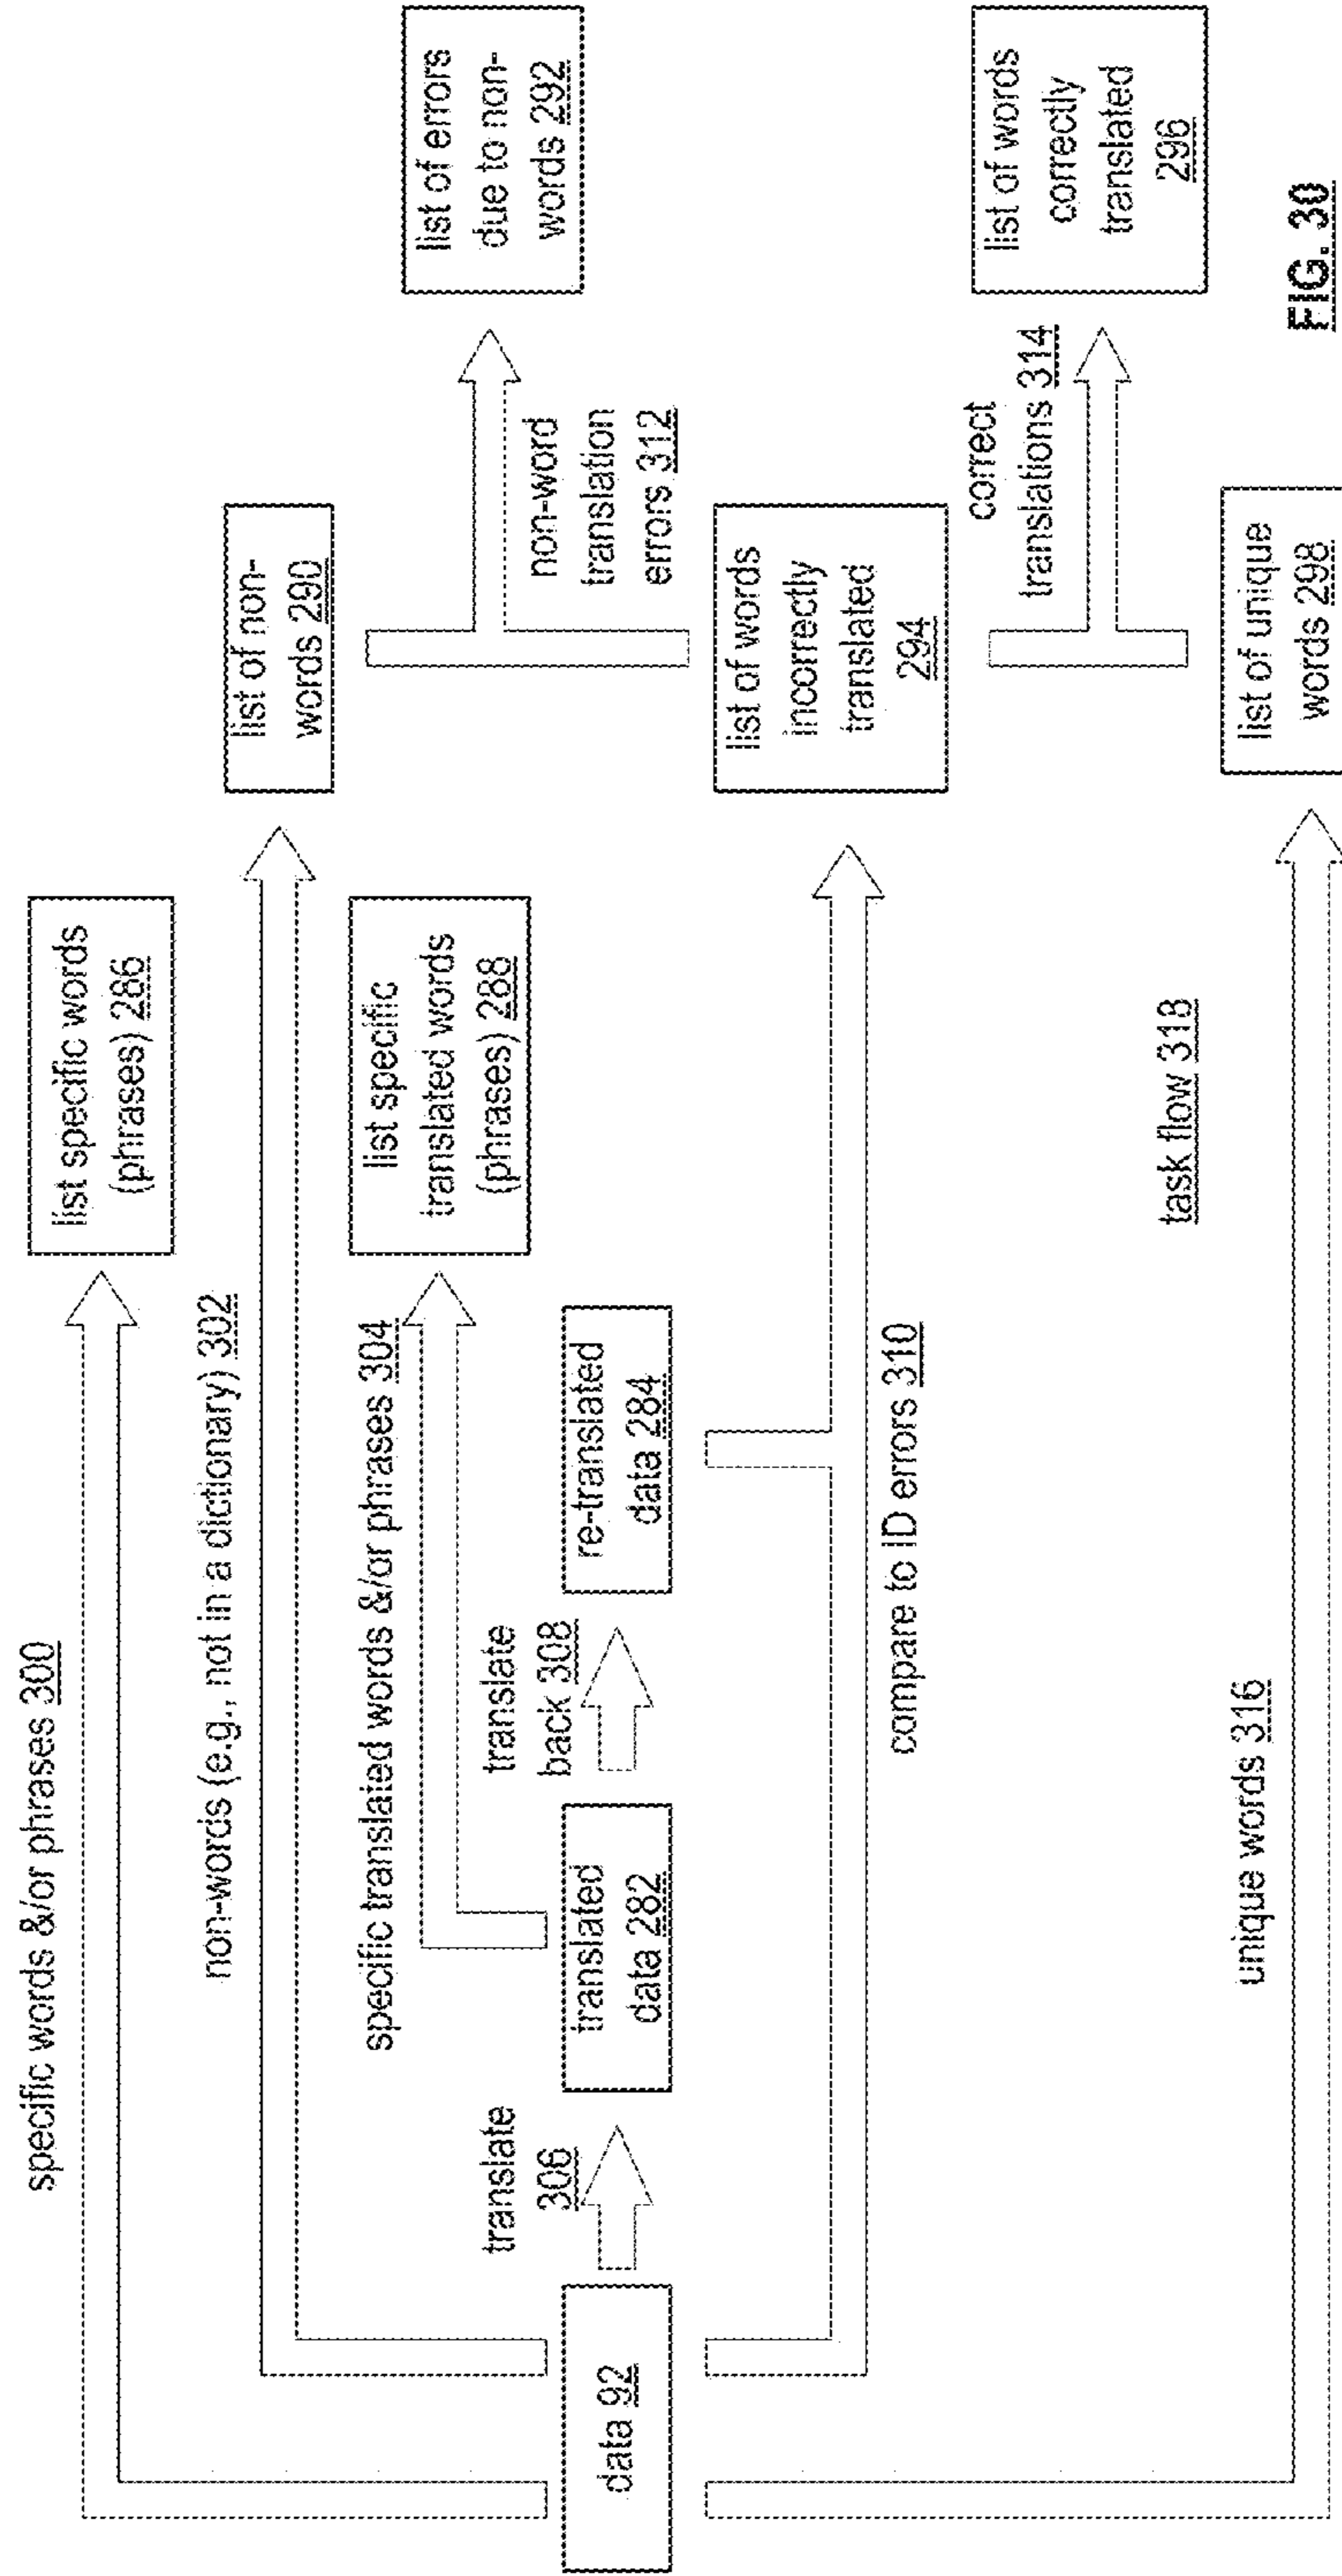 specific words &/or phrases 300
list specific words
(phrases) 286
non-words (e.g., not in a dictionary) 302
list of non-
words 290
specific translated words &/or phrases 304
list specific
translated words
(phrases) 288
list of errors
due to non-
words 292
non-word
translation
errors 312
translate
306
translate
back 308
data 92
translated
data 282
re-translated
data 284
list of words
incorrectly
translated
294
compare to ID errors 310
correct
translations 314
list of words
correctly
translated
296
task flow 318
unique words 316
list of unique
words 298
FIG. 30